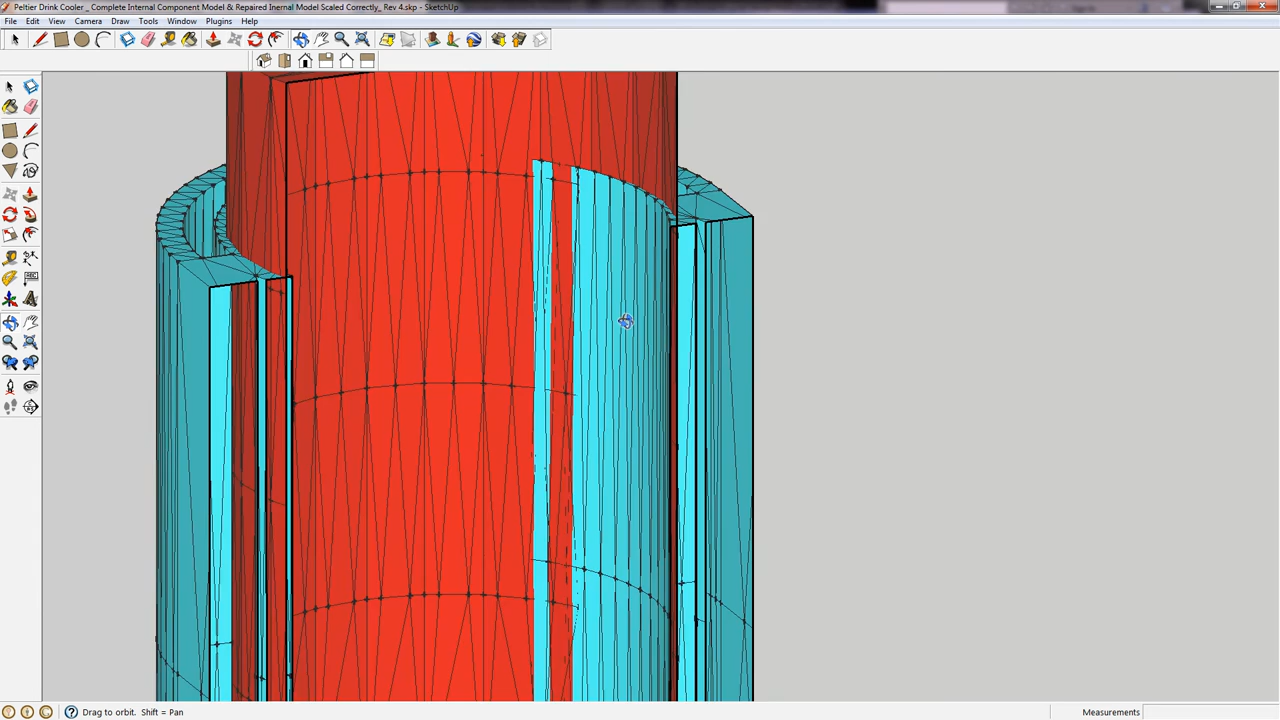 Peltier Drink Cooler _ Complete Internal Component Model & Repaired Inernal Model Scaled Correctly_ Rev 4.skp - SketchUp
File Edit View Camera Draw Tools Window Plugins Help
Drag to orbit. Shift = Pan
Measurements